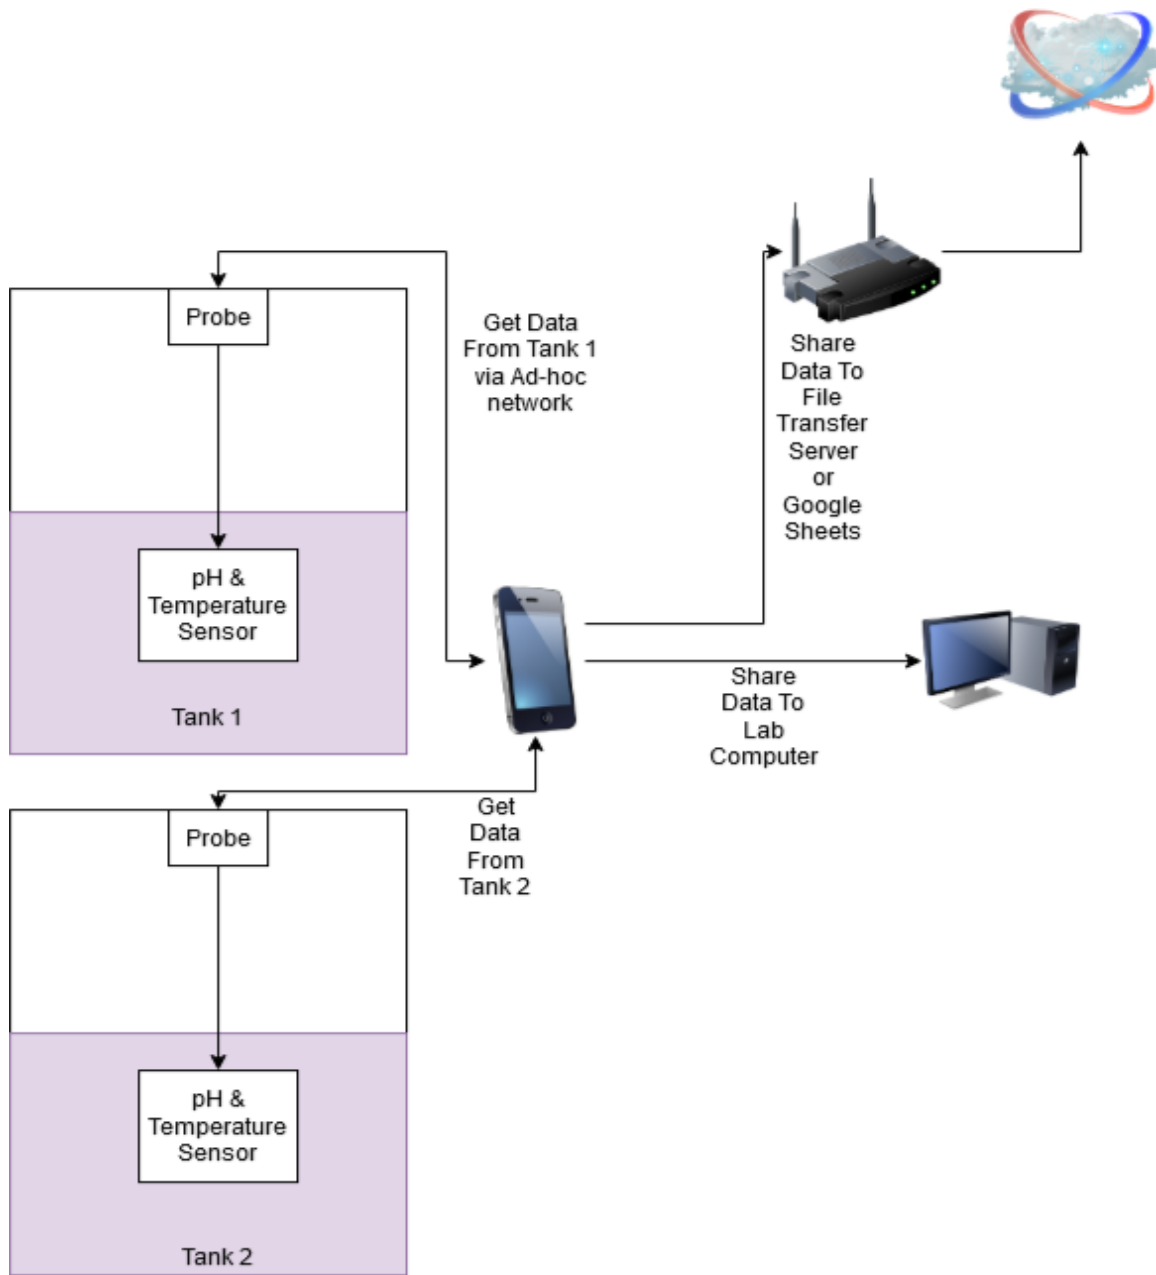 Probe
Get Data
From Tank 1
via Ad-hoc
network
Share
Data To
File
Transfer
Server
or
Google
Sheets
pH &
Temperature
Sensor
Tank 1
Share
Data To
Lab
Computer
Probe
Get
Data
From
Tank 2
pH &
Temperature
Sensor
Tank 2